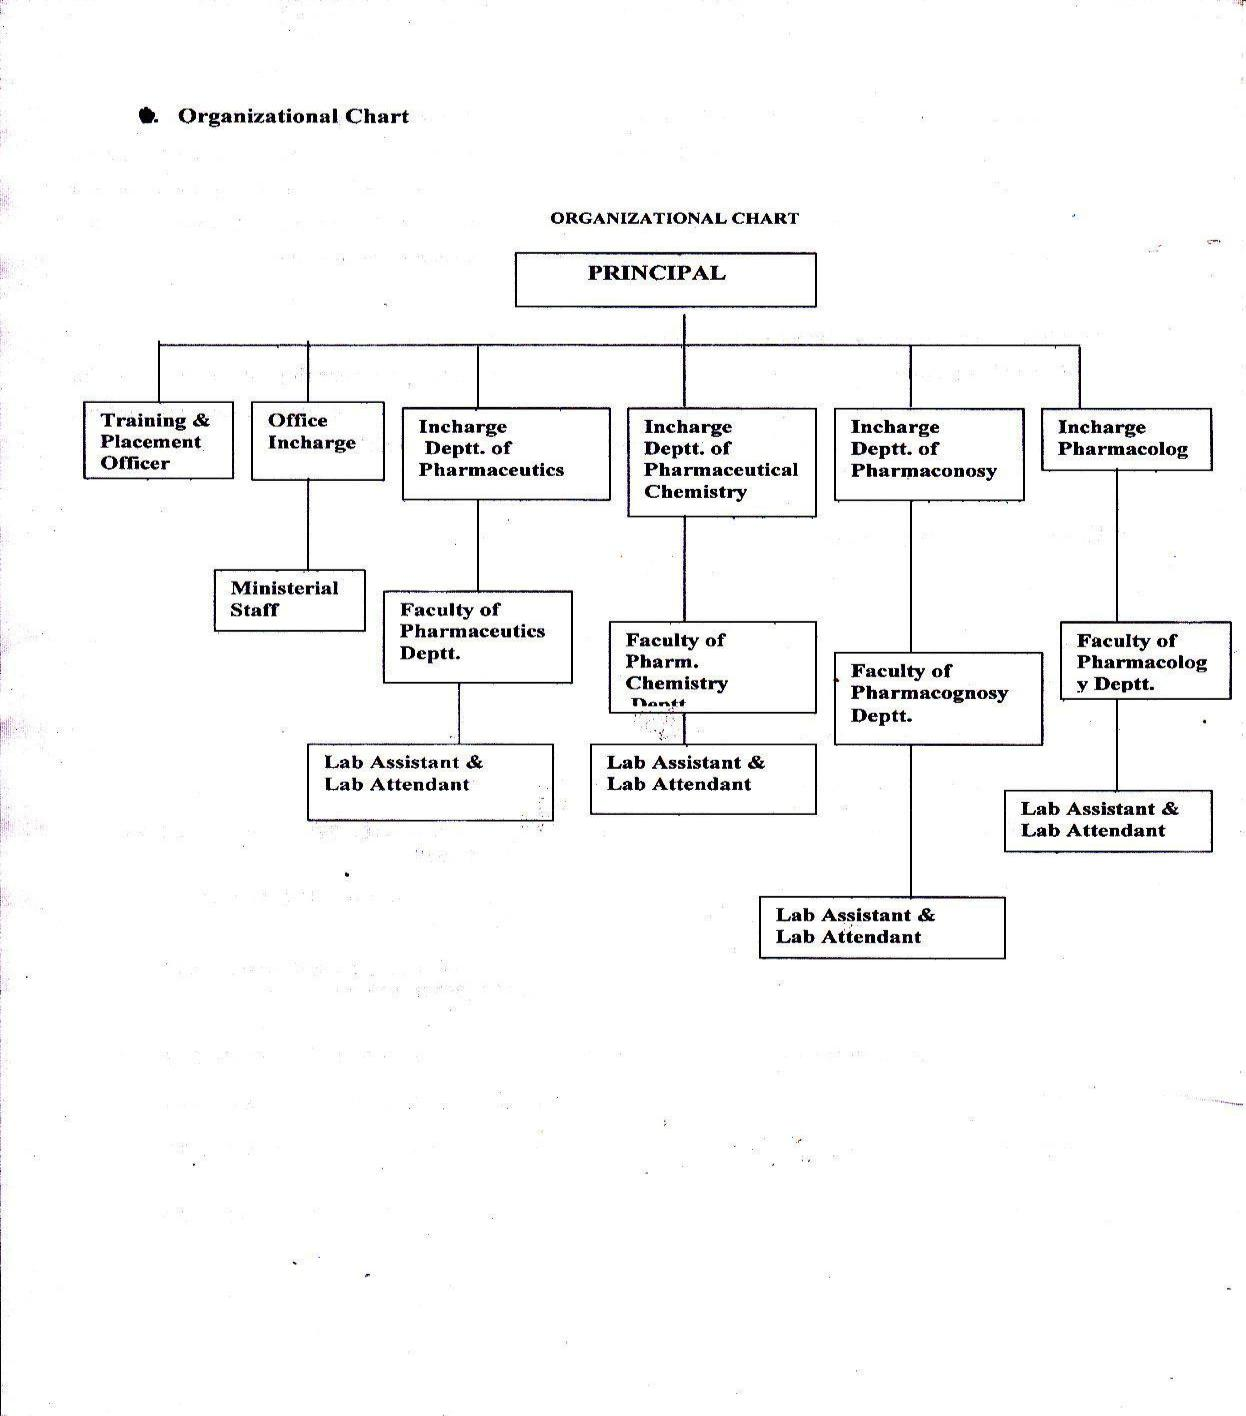 Organizational Chart
ORGANIZATIONAL CHART
PRINCIPAL
Training &
Placement
Officer
Office
Incharge
Incharge
Deptt. of
Pharmaceutics
Incharge
Deptt. of
Pharmaceutical
Chemistry
Incharge
Deptt. of
Pharmaconosy
Incharge
Pharmacolog
Ministerial
Staff
Faculty of
Pharmaceutics
Deptt.
Faculty of
Pharm.
Chemistry
Faculty of
Pharmacognosy
Deptt.
Faculty of
Pharmacolog
y Deptt.
Lab Assistant &
Lab Attendant
Lab Assistant &
Lab Attendant
Lab Assistant &
Lab Attendant
Lab Assistant &
Lab Attendant